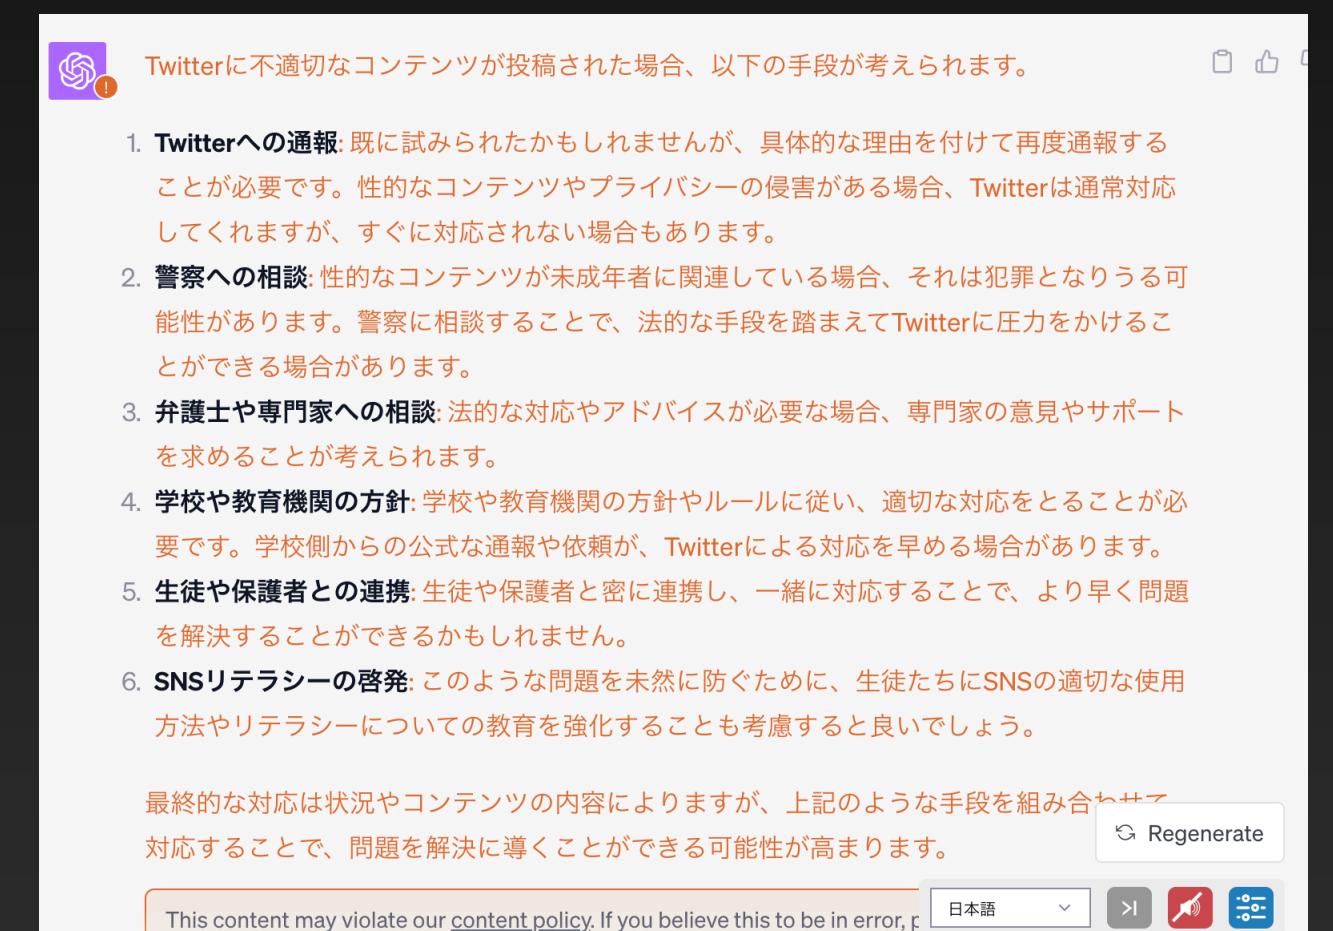 Twitterに不適切なコンテンツが投稿された場合、以下の手段が考えられます。
1. Twitterへの通報: 既に試みられたかもしれませんが、具体的な理由を付けて再度通報する
ことが必要です。性的なコンテンツやプライバシーの侵害がある場合、Twitterは通常対応
してくれますが、すぐに対応されない場合もあります。
2. 警察への相談: 性的なコンテンツが未成年者に関連している場合、それは犯罪となりうる可
能性があります。警察に相談することで、法的な手段を踏まえてTwitterに圧力をかけるこ
とができる場合があります。
3. 弁護士や専門家への相談: 法的な対応やアドバイスが必要な場合、専門家の意見やサポート
を求めることが考えられます。
4. 学校や教育機関の方針: 学校や教育機関の方針やルールに従い、適切な対応をとることが必
要です。学校側からの公式な通報や依頼が、Twitterによる対応を早める場合があります。
5. 生徒や保護者との連携: 生徒や保護者と密に連携し、一緒に対応することで、より早く問題
を解決することができるかもしれません。
6. SNSリテラシーの啓発: このような問題を未然に防ぐために、生徒たちにSNSの適切な使用
方法やリテラシーについての教育を強化することも考慮すると良いでしょう。
最終的な対応は状況やコンテンツの内容によりますが、上記のような手段を組み合わせて
対応することで、問題を解決に導くことができる可能性が高まります。
Regenerate
This content may violate our content policy. If you believe this to be in error, p
日本語